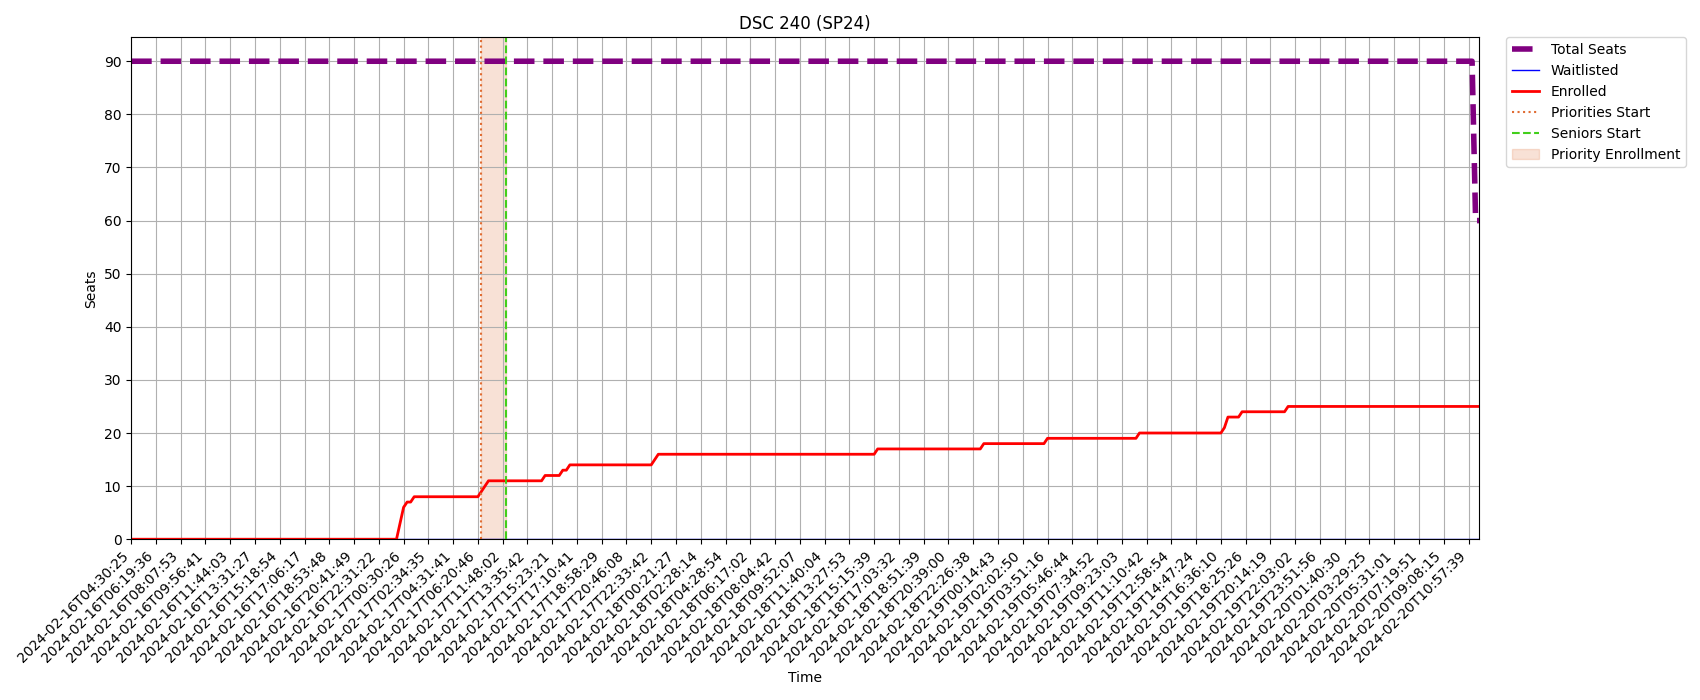 DSC 240 (SP24)
Total Seats
Waitlisted
Enrolled
Priorities Start
Seniors Start
Priority Enrollment
Seats
90
80
70
60
50
40
30
20
10
0
2024-02-16T04:30:25
2024-02-16T06:19:36
2024-02-16T08:07:53
2024-02-16T09:56:41
2024-02-16T11:44:03
2024-02-16T13:31:27
2024-02-16T15:18:54
2024-02-16T17:06:17
2024-02-16T18:53:48
2024-02-16T20:41:49
2024-02-16T22:31:22
2024-02-17T00:30:26
2024-02-17T02:34:35
2024-02-17T04:31:41
2024-02-17T06:20:46
2024-02-17T11:48:02
2024-02-17T13:35:42
2024-02-17T15:23:21
2024-02-17T17:10:41
2024-02-17T18:58:29
2024-02-17T20:46:08
2024-02-17T22:33:42
2024-02-18T00:21:27
2024-02-18T02:28:14
2024-02-18T04:28:54
2024-02-18T06:17:02
2024-02-18T08:04:42
2024-02-18T09:52:07
2024-02-18T11:40:04
2024-02-18T13:27:53
2024-02-18T15:15:39
2024-02-18T17:03:32
2024-02-18T18:51:39
2024-02-18T20:39:00
2024-02-18T22:26:38
2024-02-19T00:14:43
2024-02-19T02:02:50
2024-02-19T03:51:16
2024-02-19T05:46:44
2024-02-19T07:34:52
2024-02-19T09:23:03
2024-02-19T11:10:42
2024-02-19T12:58:54
2024-02-19T14:47:24
2024-02-19T16:36:10
2024-02-19T18:25:26
2024-02-19T20:14:19
2024-02-19T22:03:02
2024-02-19T23:51:56
2024-02-20T01:40:30
2024-02-20T03:29:25
2024-02-20T05:31:01
2024-02-20T07:19:51
2024-02-20T09:08:15
2024-02-20T10:57:39
Time